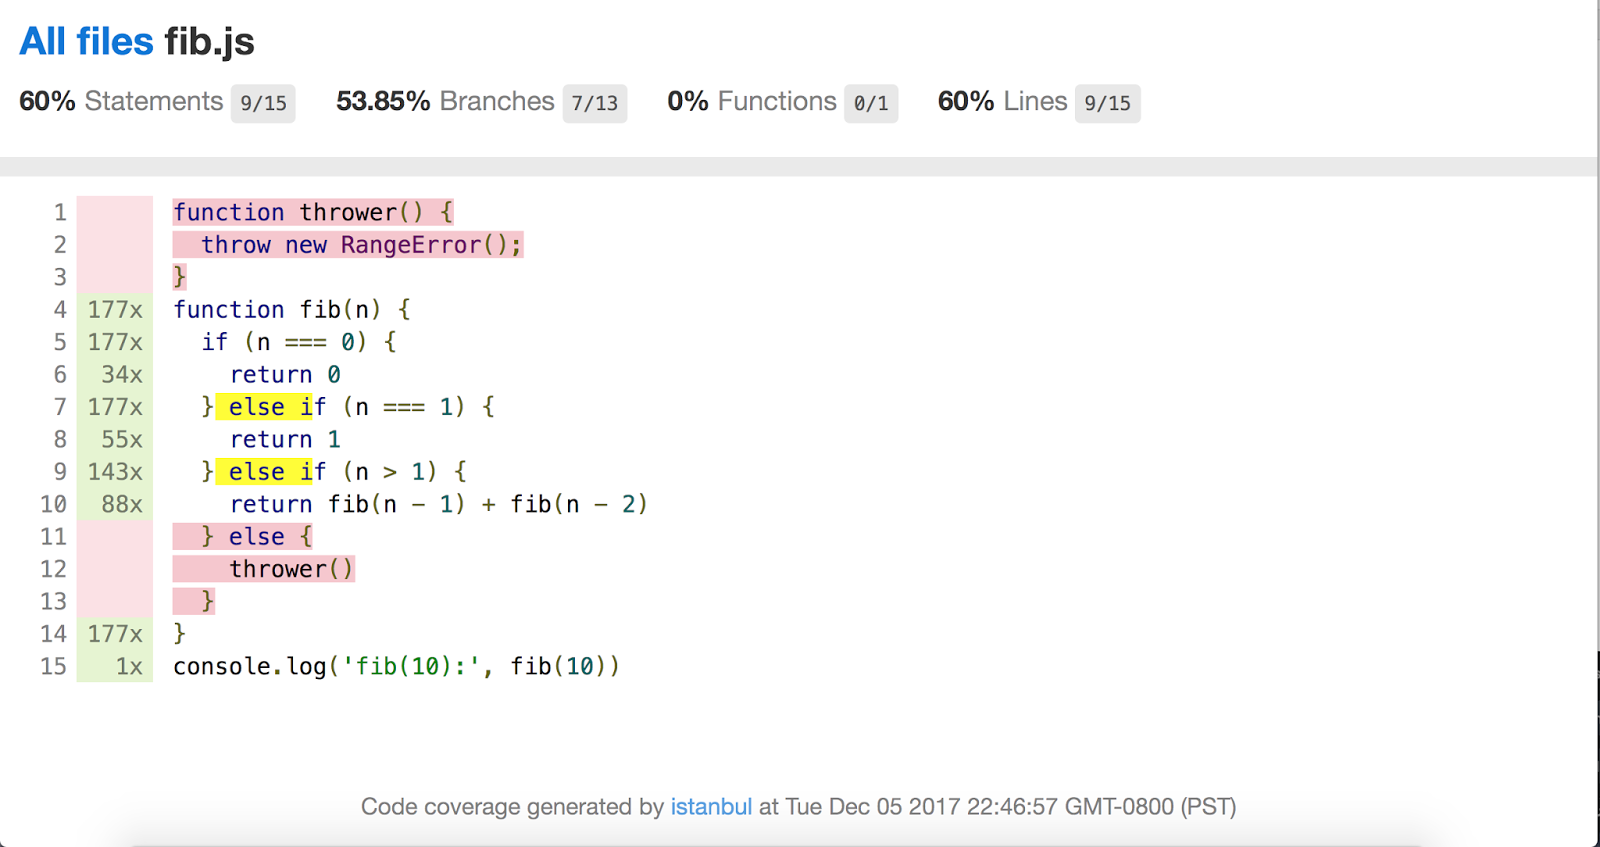 All files fib.js
60% Statements 9/15 53.85% Branches 7/13 0% Functions 0/1 60% Lines 9/15
1 function thrower() {
2   throw new RangeError();
3 }
4 177x function fib(n) {
5 177x   if (n === 0) {
6 34x     return 0
7 177x   } else if (n === 1) {
8 55x     return 1
9 143x   } else if (n > 1) {
10 88x     return fib(n - 1) + fib(n - 2)
11   } else {
12     thrower()
13   }
14 177x }
15 1x console.log('fib(10):', fib(10))
Code coverage generated by istanbul at Tue Dec 05 2017 22:46:57 GMT-0800 (PST)